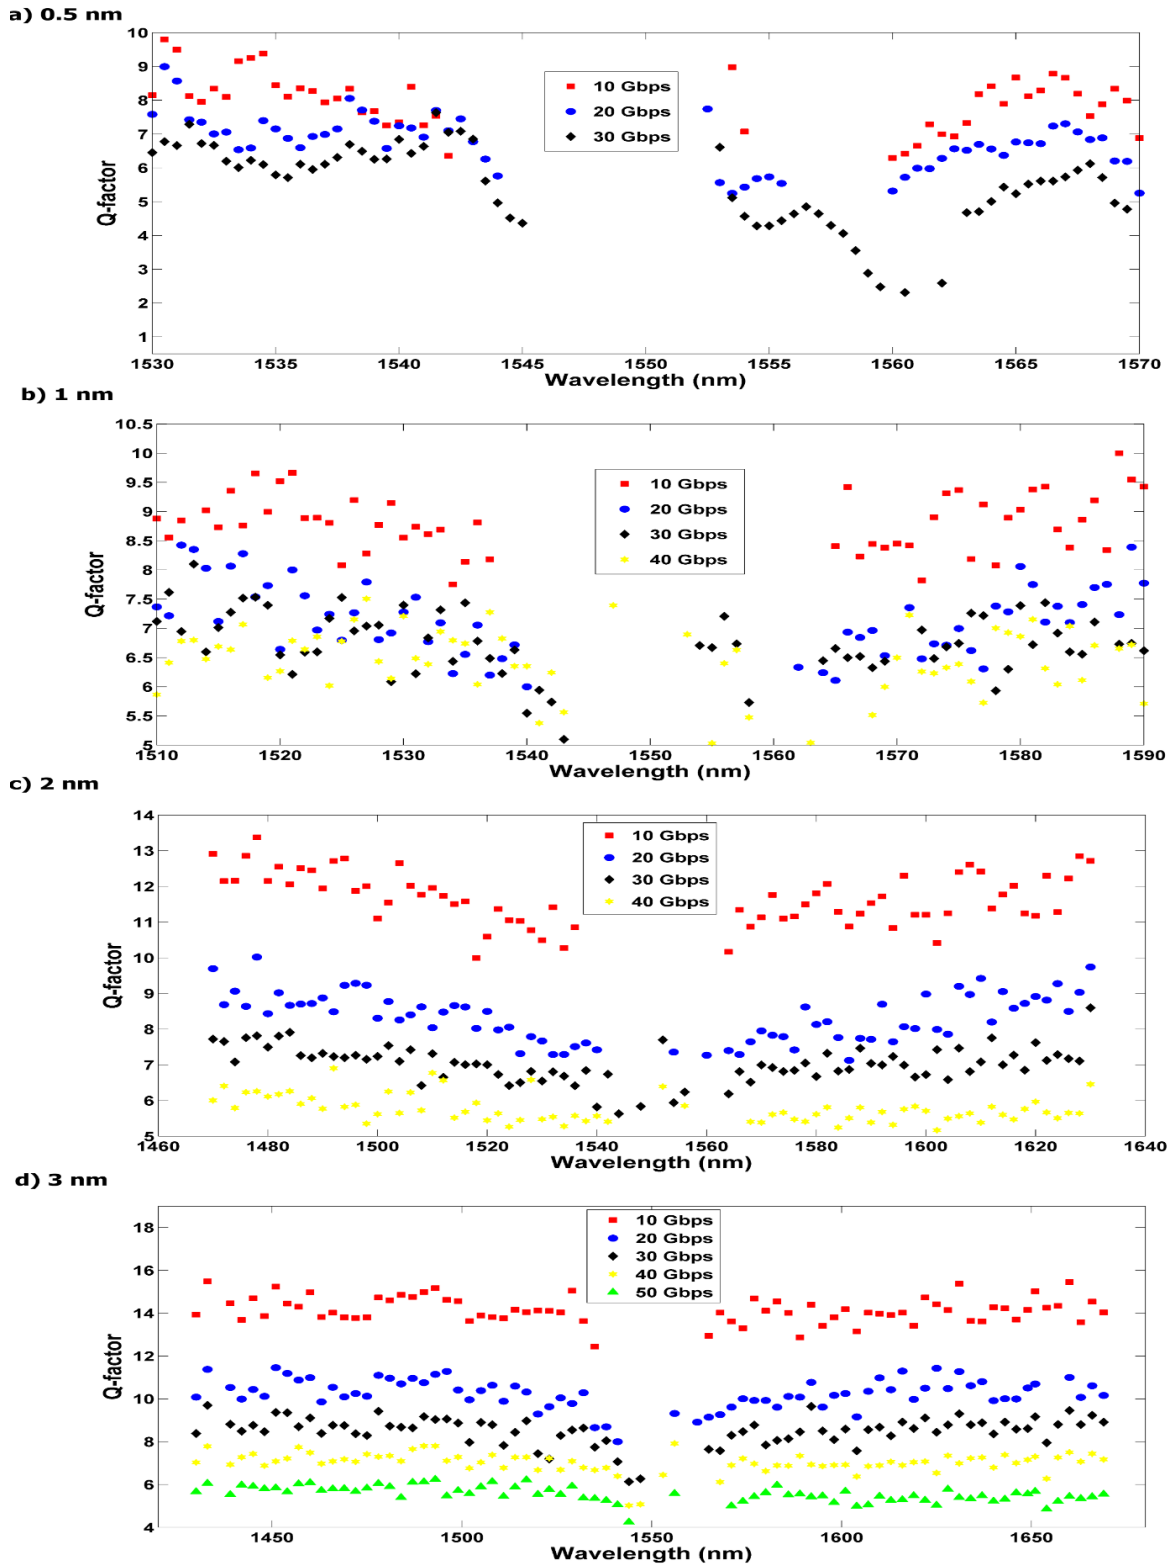 a) 0.5 nm
10
9
8
7
6
5
4
3
2
1
Q-factor
10 Gbps
20 Gbps
30 Gbps
1530 1535 1540 1545 1550 1555 1560 1565 1570
Wavelength (nm)
b) 1 nm
10.5
10
9.5
9
8.5
8
7.5
7
6.5
6
5.5
5
Q-factor
10 Gbps
20 Gbps
30 Gbps
40 Gbps
1510 1520 1530 1540 1550 1560 1570 1580 1590
Wavelength (nm)
c) 2 nm
14
13
12
11
10
9
8
7
6
5
Q-factor
10 Gbps
20 Gbps
30 Gbps
40 Gbps
1460 1480 1500 1520 1540 1560 1580 1600 1620 1640
Wavelength (nm)
d) 3 nm
18
16
14
12
10
8
6
4
Q-factor
10 Gbps
20 Gbps
30 Gbps
40 Gbps
50 Gbps
1450 1500 1550 1600 1650
Wavelength (nm)